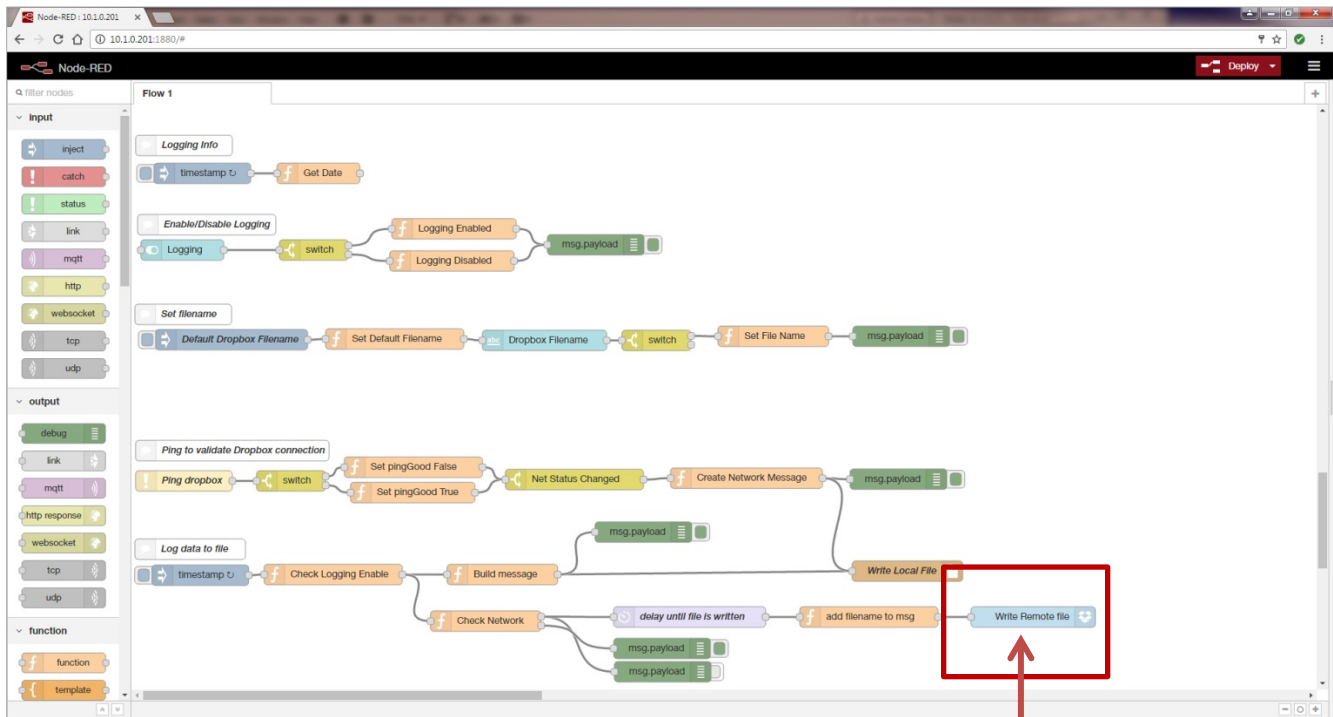 Node-RED : 10.1.0.201
10.1.0.201:1880/#
Node-RED
Deploy
filter nodes
Flow 1
input
inject
catch
status
link
mqtt
http
websocket
tcp
udp
output
debug
link
mqtt
http response
websocket
tcp
udp
function
function
template
Logging Info
timestamp ↻
Get Date
Enable/Disable Logging
Logging
switch
Logging Enabled
Logging Disabled
msg.payload
Set filename
Default Dropbox Filename
Set Default Filename
abc
Dropbox Filename
switch
Set File Name
msg.payload
Ping to validate Dropbox connection
Ping dropbox
switch
Set pingGood False
Set pingGood True
Net Status Changed
Create Network Message
msg.payload
msg.payload
Log data to file
timestamp ↻
Check Logging Enable
Build message
Write Local File
Check Network
delay until file is written
add filename to msg
Write Remote file
msg.payload
msg.payload